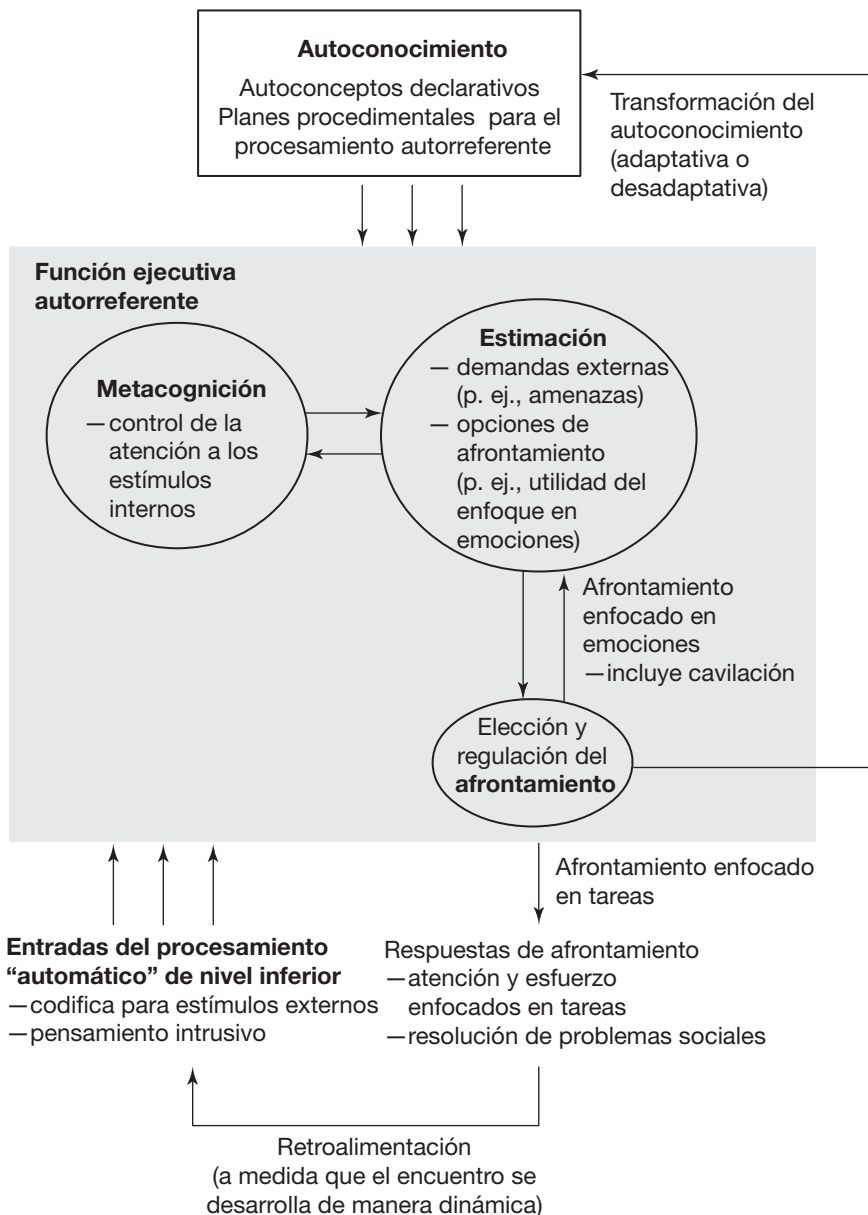 Autoconocimiento
Autoconceptos declarativos
Planes procedimentales para el
procesamiento autorreferente
Transformación del
autoconocimiento
(adaptativa o
desadaptativa)
Función ejecutiva
autorreferente
Metacognición
— control de la
atención a los
estímulos
internos
Estimación
— demandas externas
(p. ej., amenazas)
— opciones de
afrontamiento
(p. ej., utilidad del
enfoque en
emociones)
Afrontamiento
enfocado en
emociones
— incluye cavilación
Elección y
regulación del
afrontamiento
Afrontamiento enfocado
en tareas
Entradas del procesamiento
“automático” de nivel inferior
— codifica para estímulos externos
— pensamiento intrusivo
Respuestas de afrontamiento
— atención y esfuerzo
enfocados en tareas
— resolución de problemas sociales
Retroalimentación
(a medida que el encuentro se
desarrolla de manera dinámica)